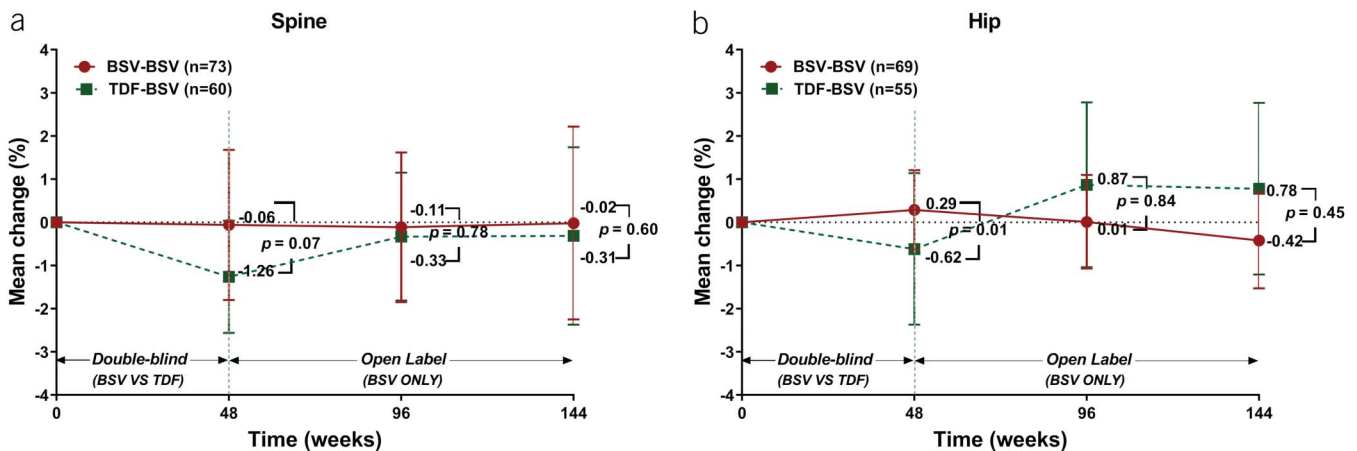 a
Spine
4
3
2
1
0
-1
-2
-3
-4
Mean change (%)
BSV-BSV (n=73)
TDF-BSV (n=60)
-0.06
p = 0.07
-1.26
-0.11
p = 0.78
-0.33
-0.02
p = 0.60
-0.31
Double-blind
(BSV VS TDF)
Open Label
(BSV ONLY)
0
48
96
144
Time (weeks)
b
Hip
4
3
2
1
0
-1
-2
-3
-4
Mean change (%)
BSV-BSV (n=69)
TDF-BSV (n=55)
0.29
p = 0.01
-0.62
0.87
p = 0.84
0.01
0.78
p = 0.45
-0.42
Double-blind
(BSV VS TDF)
Open Label
(BSV ONLY)
0
48
96
144
Time (weeks)